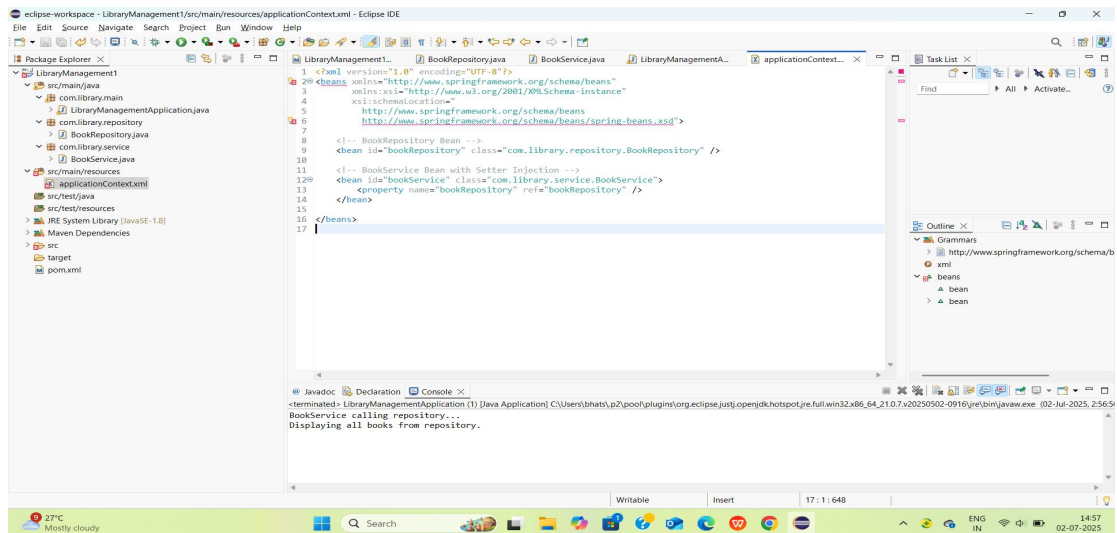 eclipse-workspace - LibraryManagement1/src/main/resources/applicationContext.xml - Eclipse IDE
File Edit Source Navigate Search Project Run Window Help
Package Explorer
LibraryManagement1
src/main/java
com.library.main
LibraryManagementApplication.java
com.library.repository
BookRepository.java
com.library.service
BookService.java
src/main/resources
applicationContext.xml
src/test/java
src/test/resources
JRE System Library [JavaSE-1.8]
Maven Dependencies
src
target
pom.xml
LibraryManagement1... BookRepository.java BookService.java LibraryManagementA... applicationContext....
1 <?xml version="1.0" encoding="UTF-8"?>
2 <beans xmlns="http://www.springframework.org/schema/beans"
3 xmlns:xsi="http://www.w3.org/2001/XMLSchema-instance"
4 xsi:schemaLocation="
5 http://www.springframework.org/schema/beans
6 http://www.springframework.org/schema/beans/spring-beans.xsd">
7
8 <!-- BookRepository Bean -->
9 <bean id="bookRepository" class="com.library.repository.BookRepository" />
10
11 <!-- BookService Bean with Setter Injection -->
12 <bean id="bookService" class="com.library.service.BookService">
13 <property name="bookRepository" ref="bookRepository" />
14 </bean>
15
16 </beans>
17
Task List
Find All Activate...
Outline
Grammars
http://www.springframework.org/schema/b
xml
beans
bean
bean
Javadoc Declaration Console
<terminated> LibraryManagementApplication (1) [Java Application] C:\Users\bhats\.p2\pool\plugins\org.eclipse.justj.openjdk.hotspot.jre.full.win32.x86_64_21.0.7.v20250502-0916\jre\bin\javaw.exe (02-Jul-2025, 2:56:5
BookService calling repository...
Displaying all books from repository.
Writable Insert 17 : 1 : 648
9
27°C
Mostly cloudy
Search
ENG
IN
14:57
02-07-2025